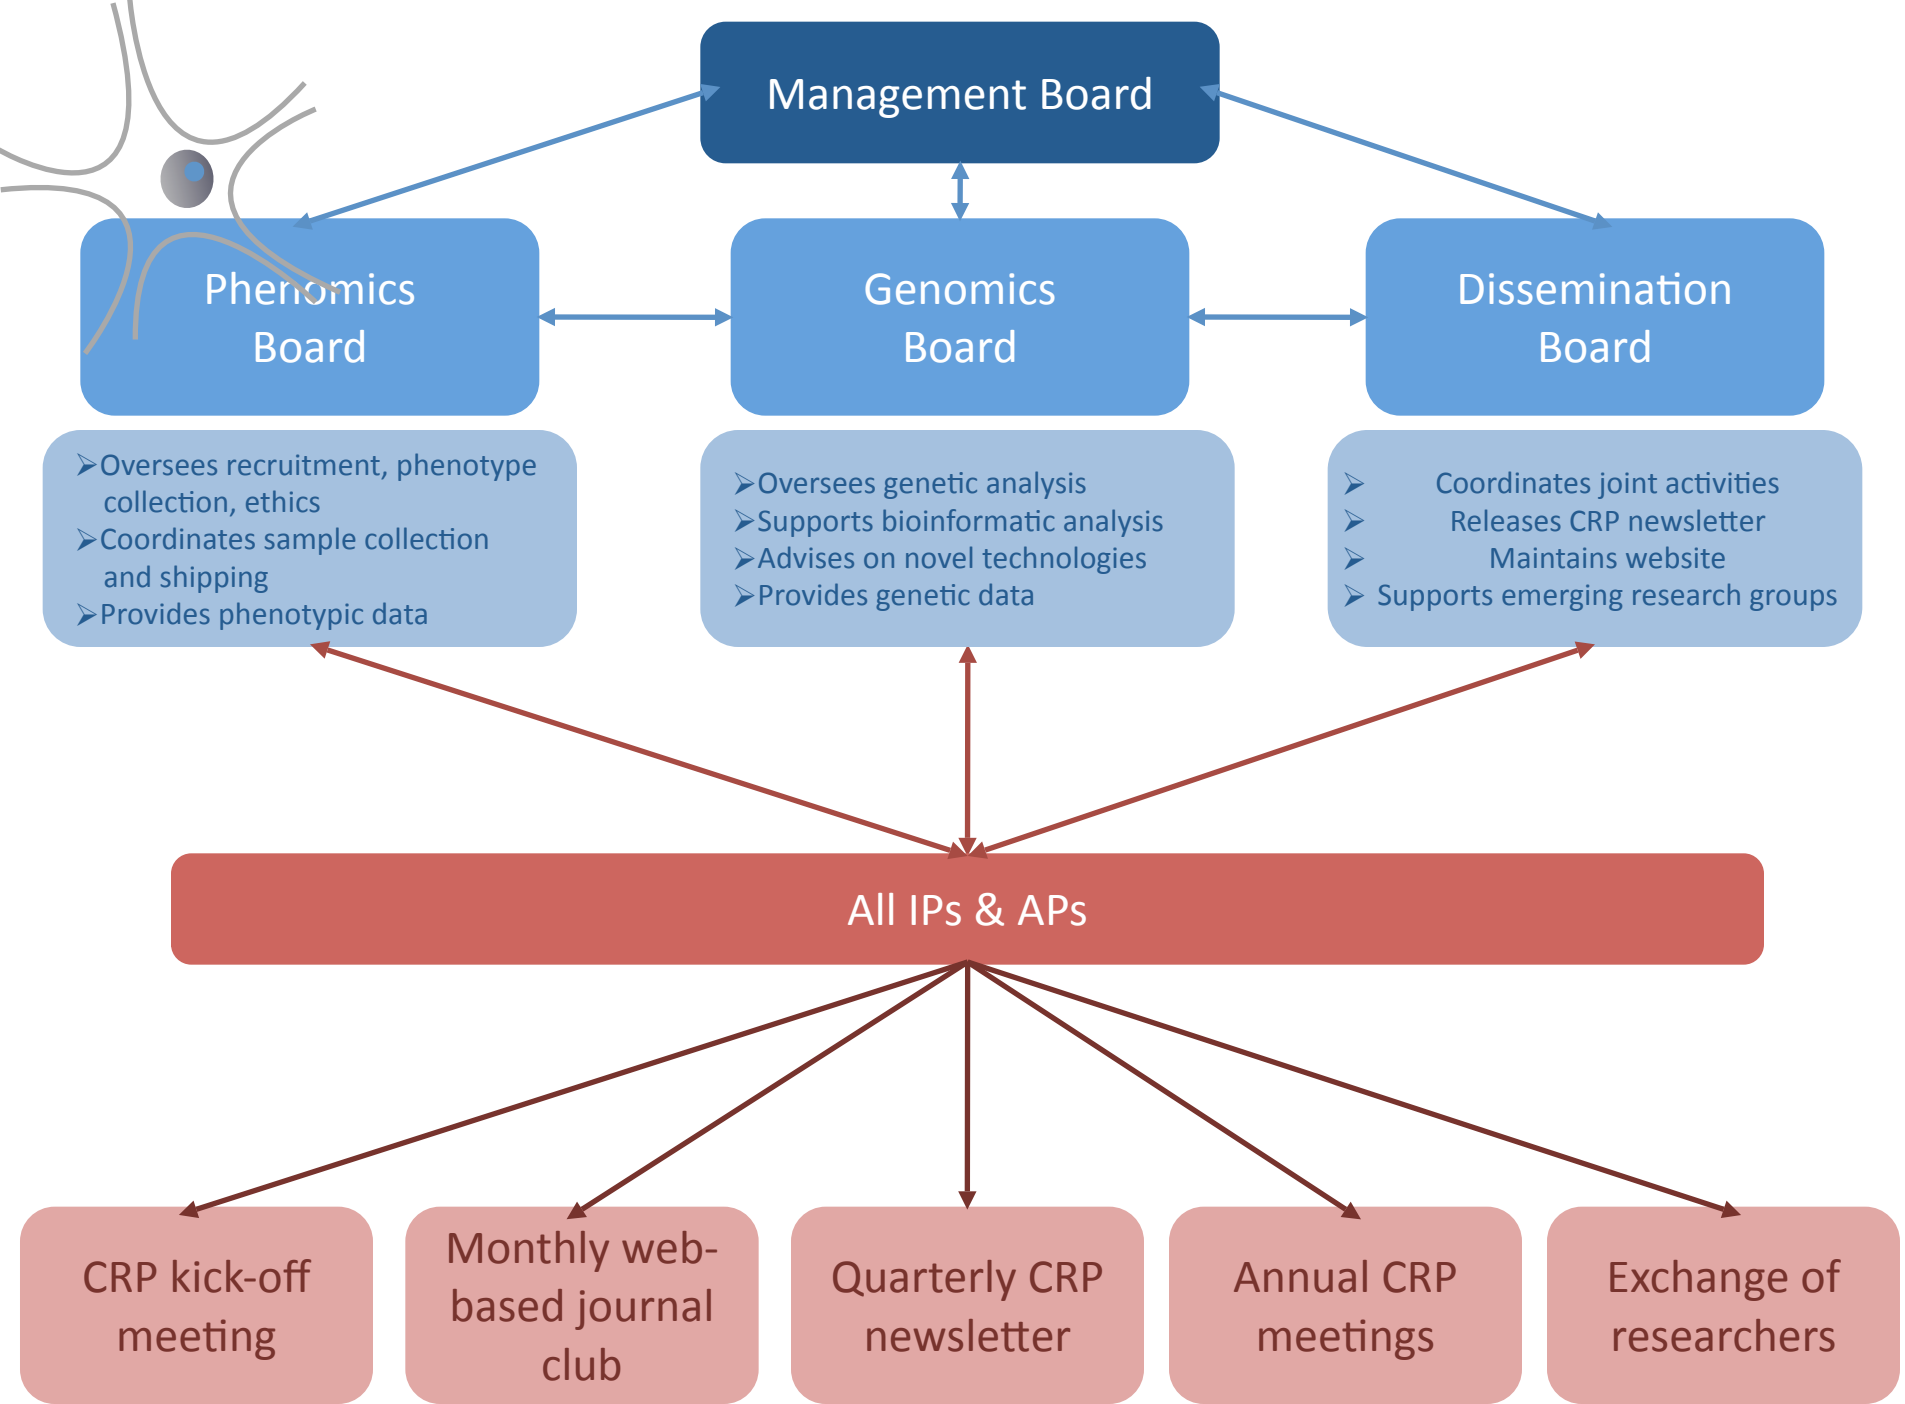 Management Board
Phenomics
Board
Genomics
Board
Dissemination
Board
➢Oversees recruitment, phenotype
collection, ethics
➢Coordinates sample collection
and shipping
➢Provides phenotypic data
➢Oversees genetic analysis
➢Supports bioinformatic analysis
➢Advises on novel technologies
➢Provides genetic data
➢ Coordinates joint activities
➢ Releases CRP newsletter
➢ Maintains website
➢ Supports emerging research groups
All IPs & APs
CRP kick-off
meeting
Monthly web-
based journal
club
Quarterly CRP
newsletter
Annual CRP
meetings
Exchange of
researchers